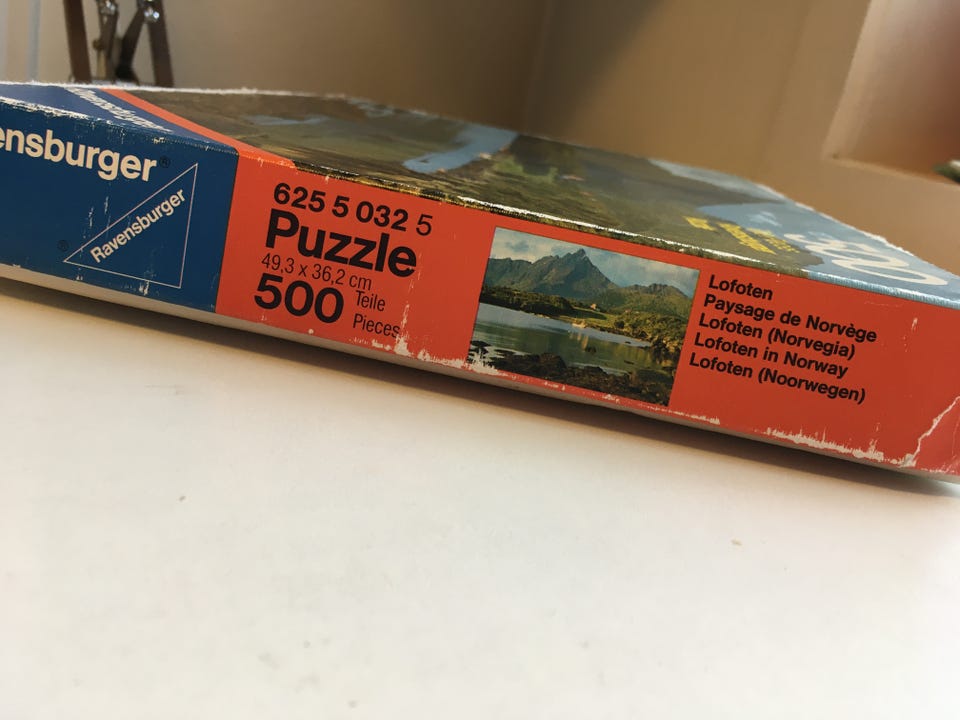 ensburger®
Ravensburger
®
625 5 032 5
Puzzle
49,3 x 36,2 cm
500 Teile
Pieces
Lofoten
Paysage de Norvège
Lofoten (Norvegia)
Lofoten in Norway
Lofoten (Noorwegen)
500